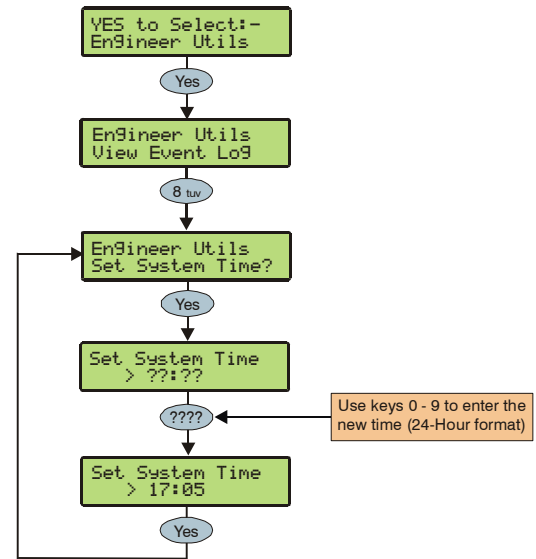 YES to Select:-
Engineer Utils
Yes
Engineer Utils
View Event Log
8 tuv
Engineer Utils
Set System Time?
Yes
Set System Time
> ??:??
????
Use keys 0 - 9 to enter the
new time (24-Hour format)
Set System Time
> 17:05
Yes